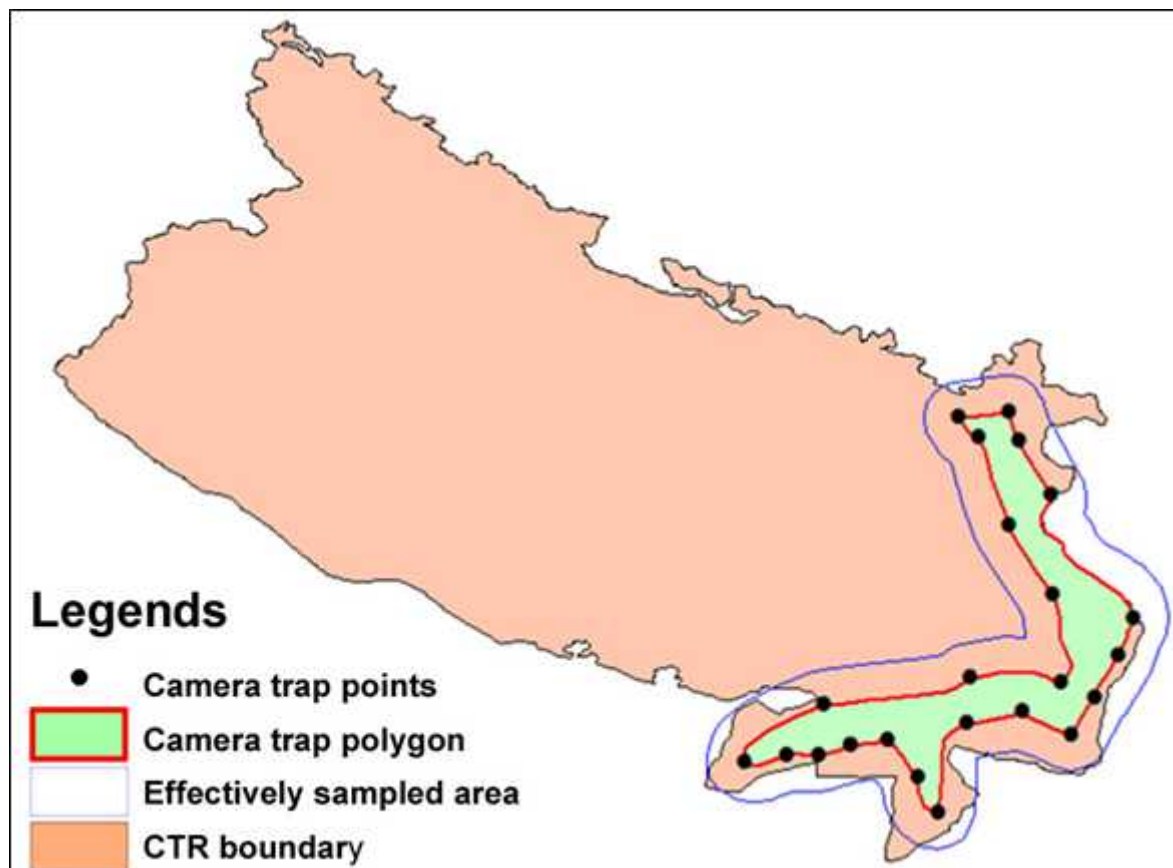 Legends
Camera trap points
Camera trap polygon
Effectively sampled area
CTR boundary